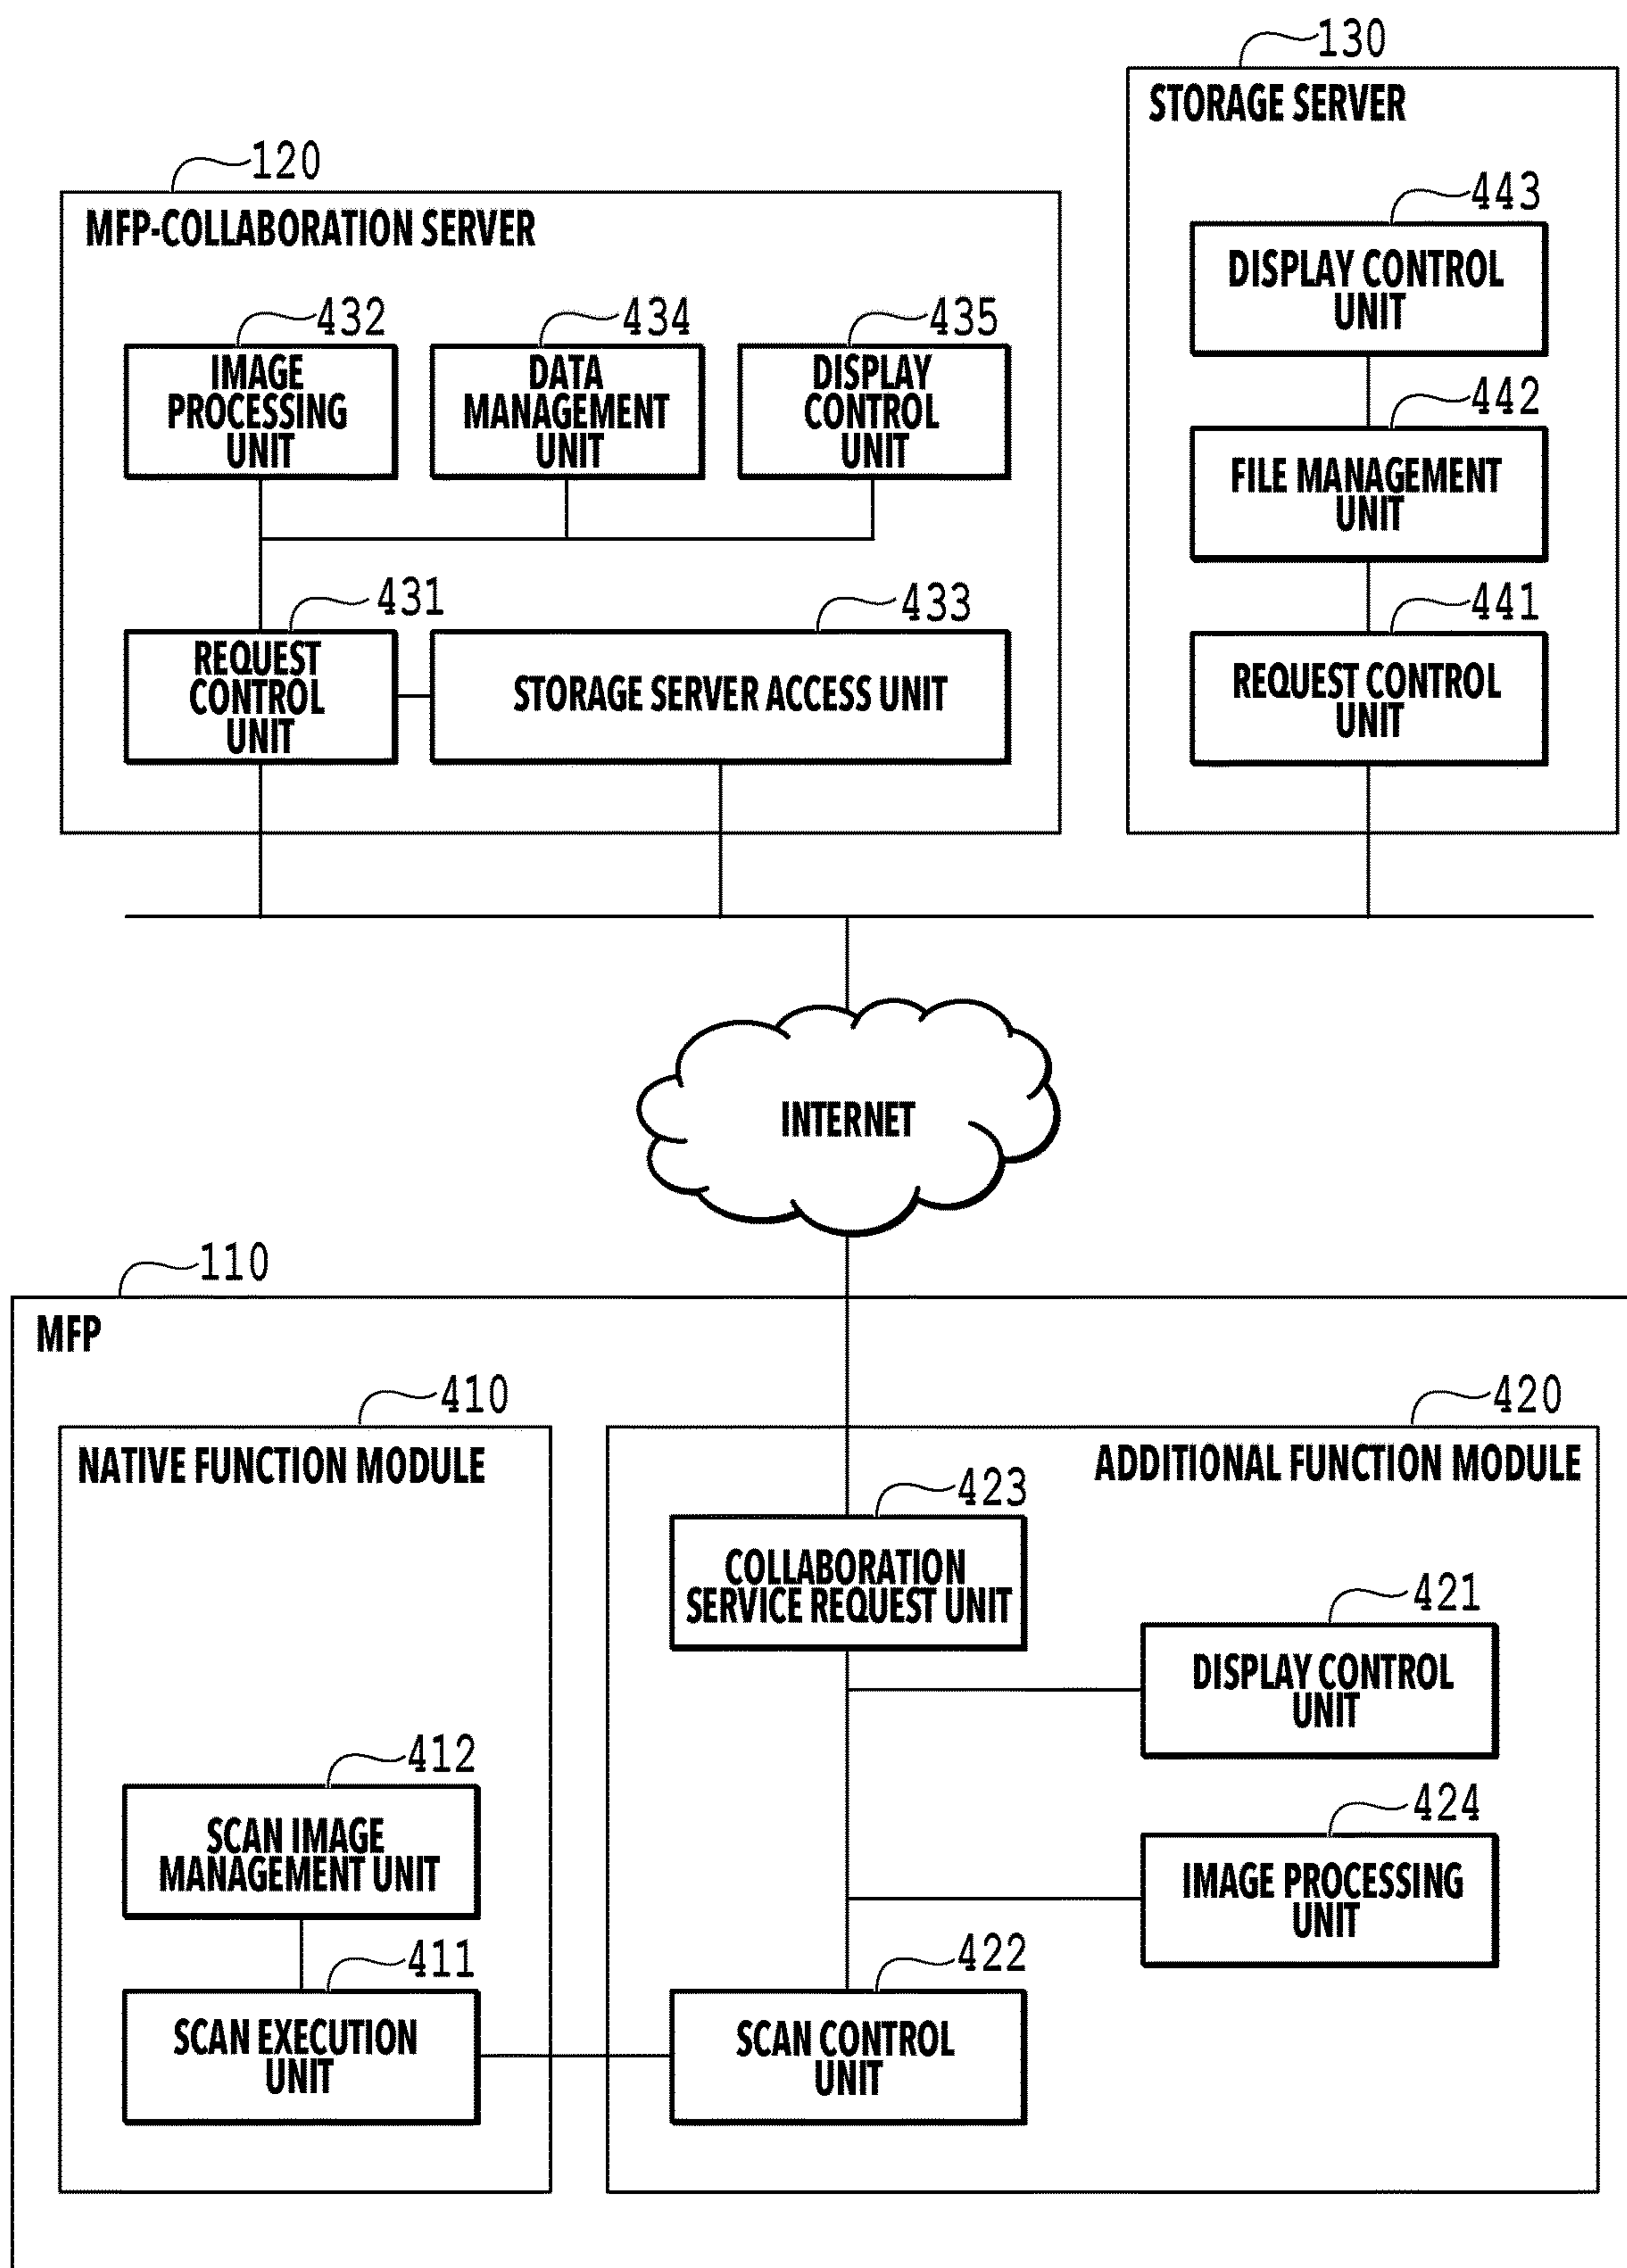 130
STORAGE SERVER
120
MFP-COLLABORATION SERVER
443
DISPLAY CONTROL
UNIT
432
IMAGE
PROCESSING
UNIT
434
DATA
MANAGEMENT
UNIT
435
DISPLAY
CONTROL
UNIT
442
FILE MANAGEMENT
UNIT
431
REQUEST
CONTROL
UNIT
433
STORAGE SERVER ACCESS UNIT
441
REQUEST CONTROL
UNIT
INTERNET
110
MFP
410
NATIVE FUNCTION MODULE
420
ADDITIONAL FUNCTION MODULE
423
COLLABORATION
SERVICE REQUEST UNIT
421
DISPLAY CONTROL
UNIT
412
SCAN IMAGE
MANAGEMENT UNIT
424
IMAGE PROCESSING
UNIT
411
SCAN EXECUTION
UNIT
422
SCAN CONTROL
UNIT